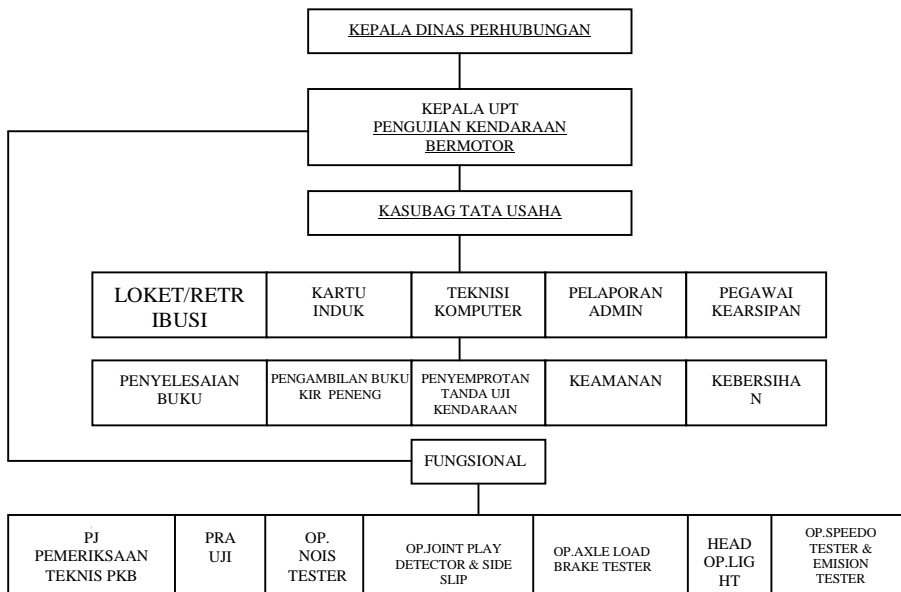 KEPALA DINAS PERHUBUNGAN
KEPALA UPT
PENGUJIAN KENDARAAN
BERMOTOR
KASUBAG TATA USAHA
LOKET/RETR
IBUSI
KARTU
INDUK
TEKNISI
KOMPUTER
PELAPORAN
ADMIN
PEGAWAI
KEARSIPAN
PENYELESAIAN
BUKU
PENGAMBILAN BUKU
KIR PENENG
PENYEMPROTAN
TANDA UJI
KENDARAAN
KEAMANAN
KEBERSIHA
N
FUNGSIONAL
PJ
PEMERIKSAAN
TEKNIS PKB
PRA
UJI
OP.
NOIS
TESTER
OP.JOINT PLAY
DETECTOR & SIDE
SLIP
OP.AXLE LOAD
BRAKE TESTER
HEAD
OP.LIG
HT
OP.SPEEDO
TESTER &
EMISION
TESTER